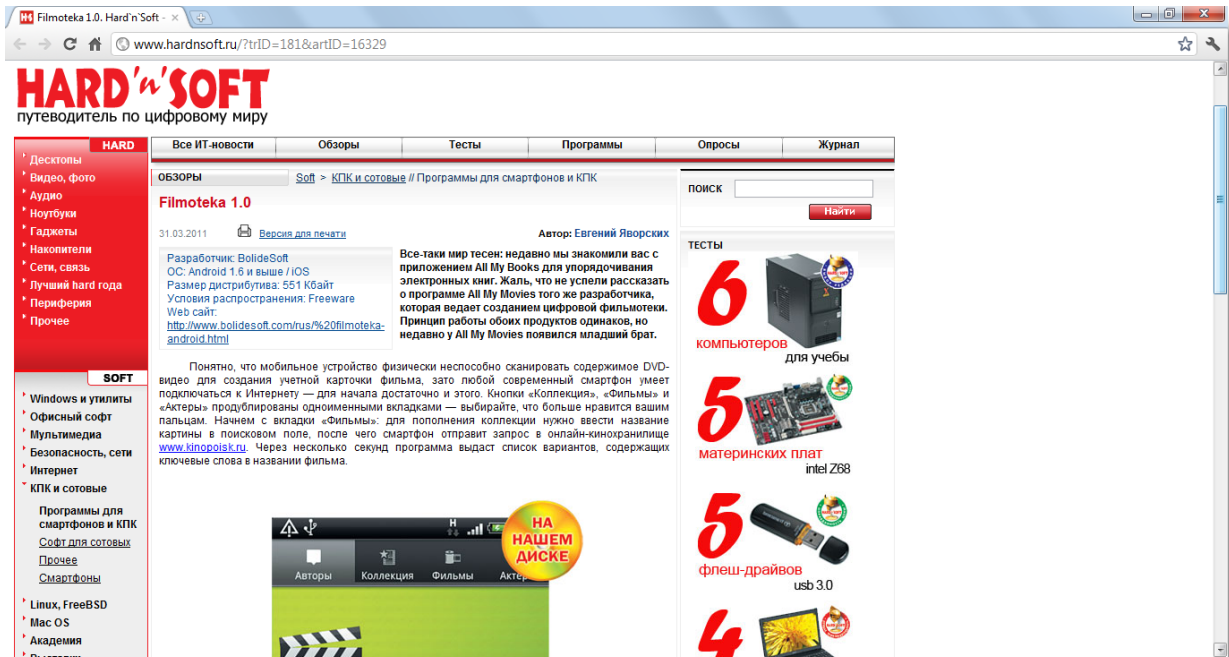 Filmoteka 1.0. Hard`n`Soft -
www.hardnsoft.ru/?trID=181&artID=16329
HARD'n'SOFT
путеводитель по цифровому миру
HARD
Десктопы
Видео, фото
Аудио
Ноутбуки
Гаджеты
Накопители
Сети, связь
Лучший hard года
Периферия
Прочее
SOFT
Windows и утилиты
Офисный софт
Мультимедиа
Безопасность, сети
Интернет
КПК и сотовые
Программы для
смартфонов и КПК
Софт для сотовых
Прочее
Смартфоны
Linux, FreeBSD
Mac OS
Академия
Все ИТ-новости Обзоры Тесты Программы Опросы Журнал
ОБЗОРЫ Soft > КПК и сотовые // Программы для смартфонов и КПК
Filmoteka 1.0
31.03.2011 Версия для печати Автор: Евгений Яворских
Разработчик: BolideSoft
ОС: Android 1.6 и выше / iOS
Размер дистрибутива: 551 Кбайт
Условия распространения: Freeware
Web сайт:
http://www.bolidesoft.com/rus/%20filmoteka-
android.html
Все-таки мир тесен: недавно мы знакомили вас с
приложением All My Books для упорядочивания
электронных книг. Жаль, что не успели рассказать
о программе All My Movies того же разработчика,
которая ведает созданием цифровой фильмотеки.
Принцип работы обоих продуктов одинаков, но
недавно у All My Movies появился младший брат.
Понятно, что мобильное устройство физически неспособно сканировать содержимое DVD-
видео для создания учетной карточки фильма, зато любой современный смартфон умеет
подключаться к Интернету — для начала достаточно и этого. Кнопки «Коллекция», «Фильмы» и
«Актеры» продублированы одноименными вкладками — выбирайте, что больше нравится вашим
пальцам. Начнем с вкладки «Фильмы»: для пополнения коллекции нужно ввести название
картины в поисковом поле, после чего смартфон отправит запрос в онлайн-кинохранилище
www.kinopoisk.ru. Через несколько секунд программа выдаст список вариантов, содержащих
ключевые слова в названии фильма.
H
НА
НАШЕМ
ДИСКЕ
Авторы Коллекция Фильмы
ПОИСК
Найти
ТЕСТЫ
6
компьютеров
для учебы
5
материнских плат
intel Z68
5
флеш-драйвов
usb 3.0
4